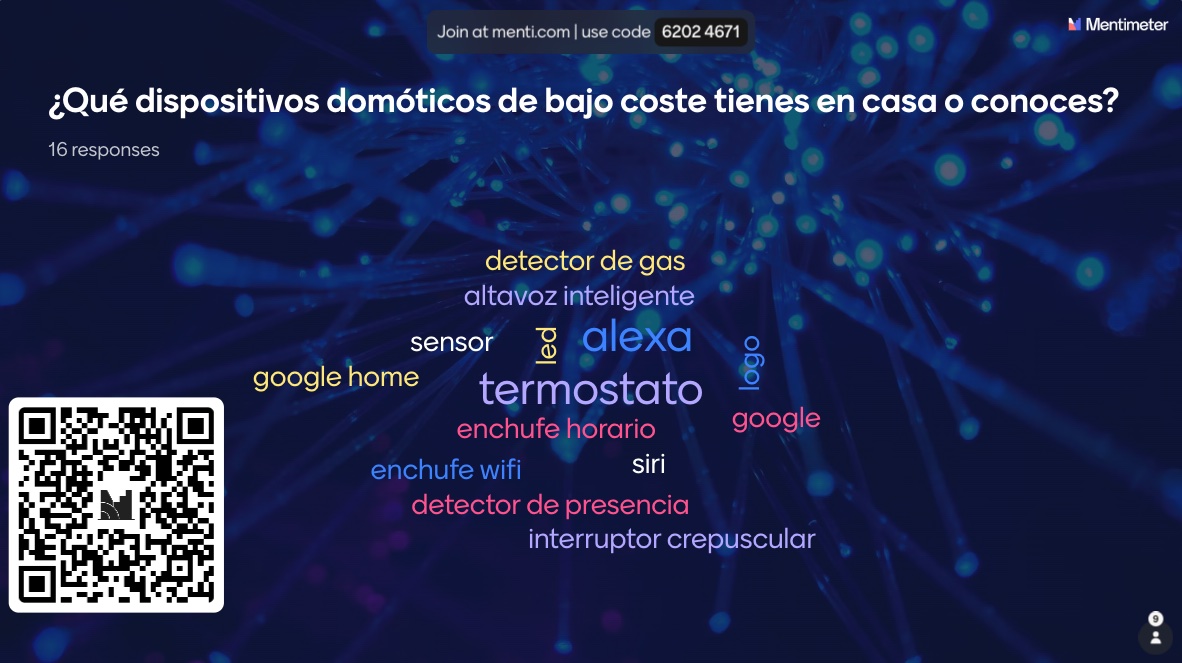 Join at menti.com | use code 6202 4671
Mentimeter
¿Qué dispositivos domóticos de bajo coste tienes en casa o conoces?
16 responses
detector de gas
altavoz inteligente
sensor
led
alexa
logo
google home
termostato
google
enchufe horario
enchufe wifi
siri
detector de presencia
interruptor crepuscular
9